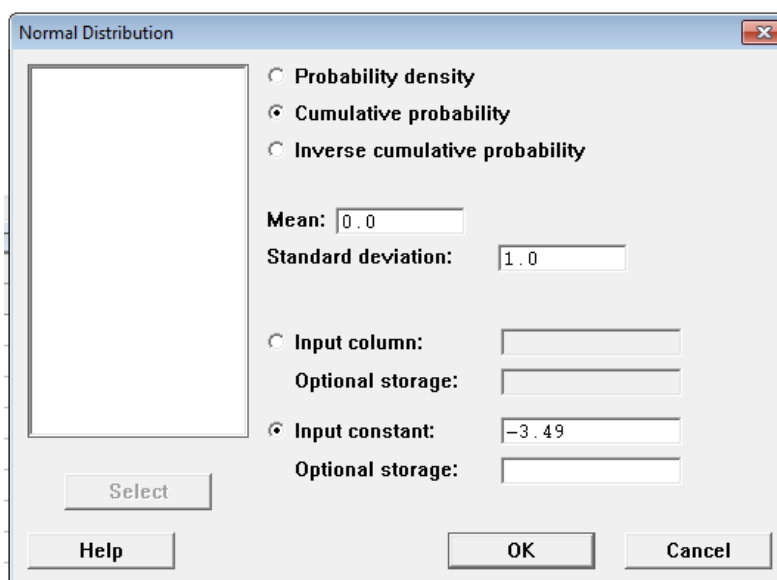 Normal Distribution
Probability density
Cumulative probability
Inverse cumulative probability
Mean: 0.0
Standard deviation: 1.0
Input column:
Optional storage:
Input constant: -3.49
Optional storage:
Select
Help OK Cancel